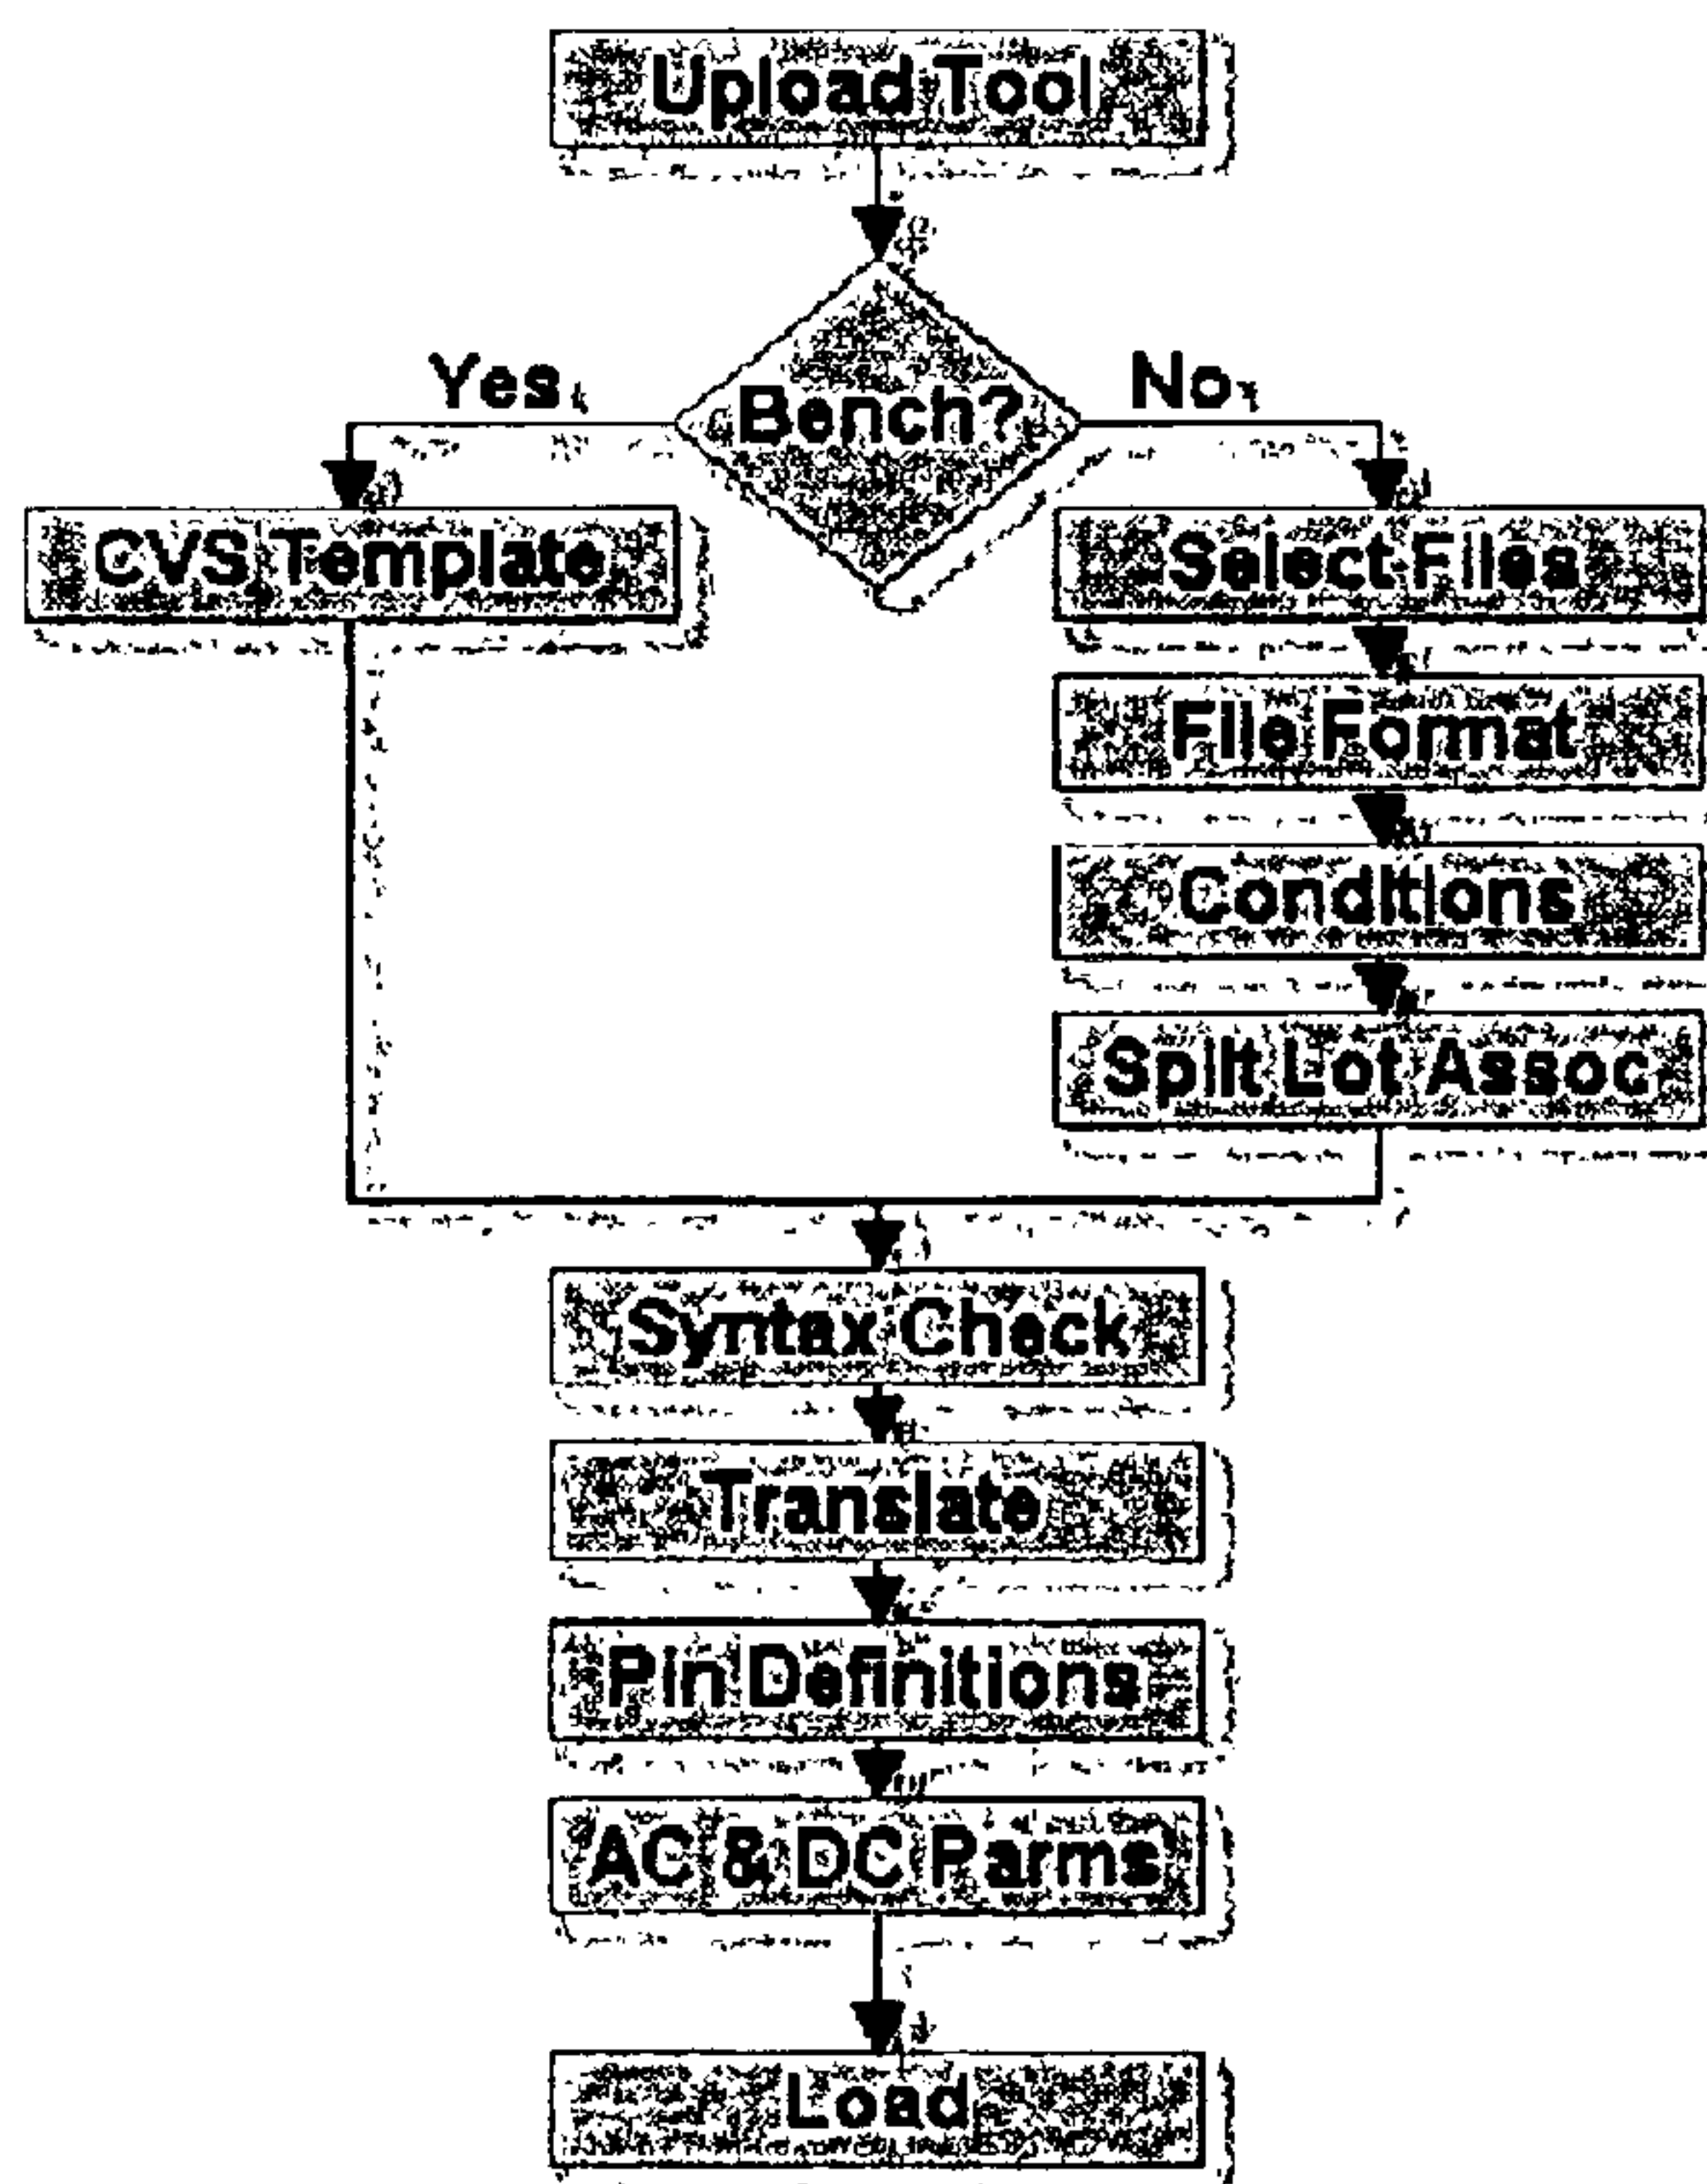 Upload Tool
Bench?
Yes
No
CVS Template
Select Files
File Format
Conditions
Split Lot Assoc
Syntax Check
Translate
Pin Definitions
AC & DC Parms
Load